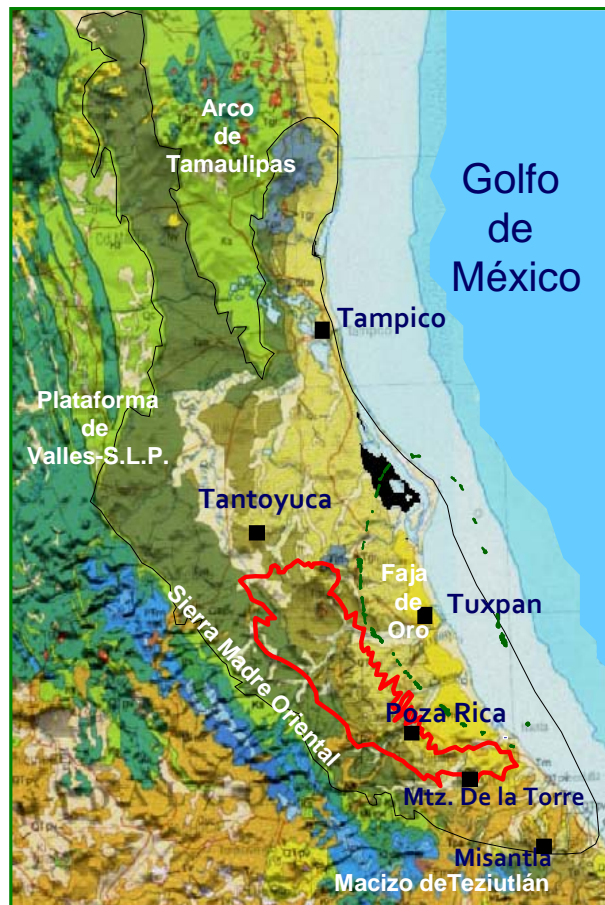 Arco
de
Tamaulipas
Golfo
de
México
Tampico
Plataforma
de
Valles-S.L.P.
Tantoyuca
Faja
de
Oro
Tuxpan
Sierra Madre Oriental
Poza Rica
Mtz. De la Torre
Misantla
Macizo deTeziutlán